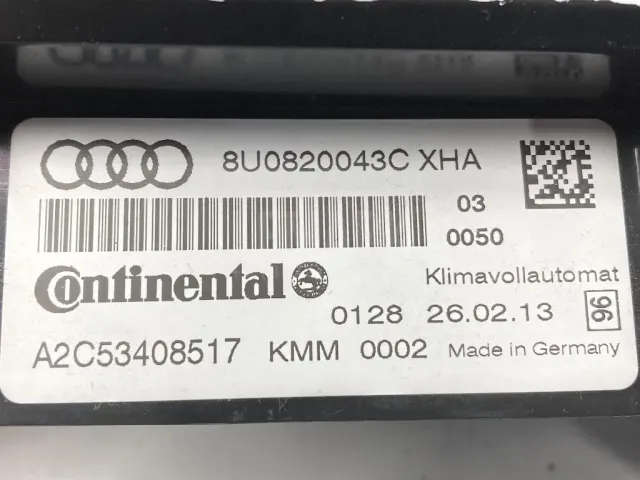 8U0820043C XHA
03
0050
Continental
Klimavollautomat
0128 26.02.13
96
A2C53408517 KMM 0002 Made in Germany